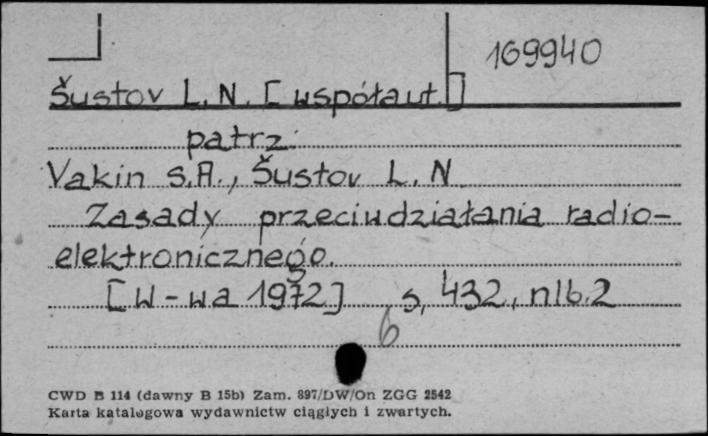 169940
Šustov L. N. [współaut.]
patrz:
Vakin S.A., Šustov L. N.
Zasady przeciwdziałania radio-
elektronicznego.
[W-wa 1972] s. 432, nlb. 2
6
CWD B 114 (dawny B 15b) Zam. 897/DW/On ZGG 2542
Karta katalogowa wydawnictw ciągłych i zwartych.